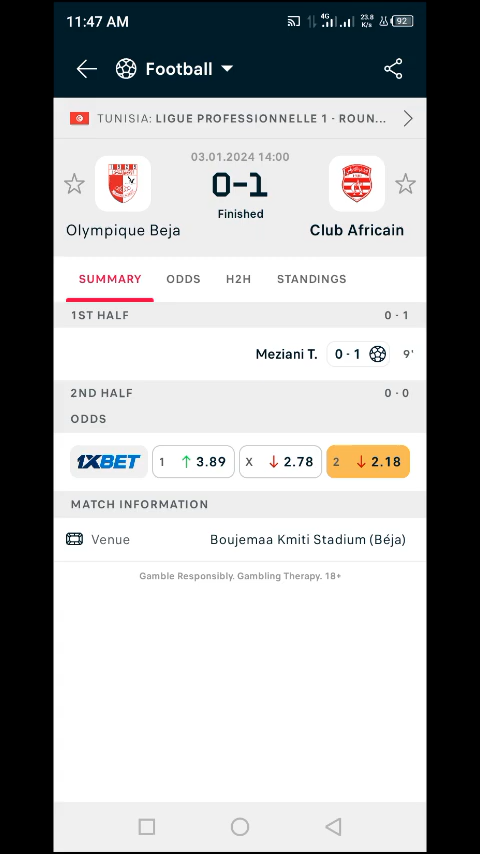 11:47 AM
4G 23.8 K/s 92
Football
TUNISIA: LIGUE PROFESSIONNELLE 1 - ROUN...
03.01.2024 14:00
0-1
Finished
Olympique Beja
Club Africain
SUMMARY ODDS H2H STANDINGS
1ST HALF 0 - 1
Meziani T. 0 - 1 9'
2ND HALF 0 - 0
ODDS
1XBET 1 3.89 X 2.78 2 2.18
MATCH INFORMATION
Venue Boujemaa Kmiti Stadium (Béja)
Gamble Responsibly. Gambling Therapy. 18+